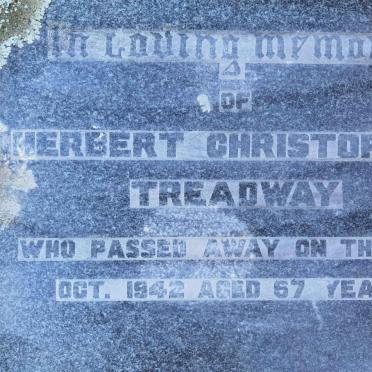 In Loving Memo
OF
HERBERT CHRISTOP
TREADWAY
WHO PASSED AWAY ON TH
OCT. 1942 AGED 67 YEA